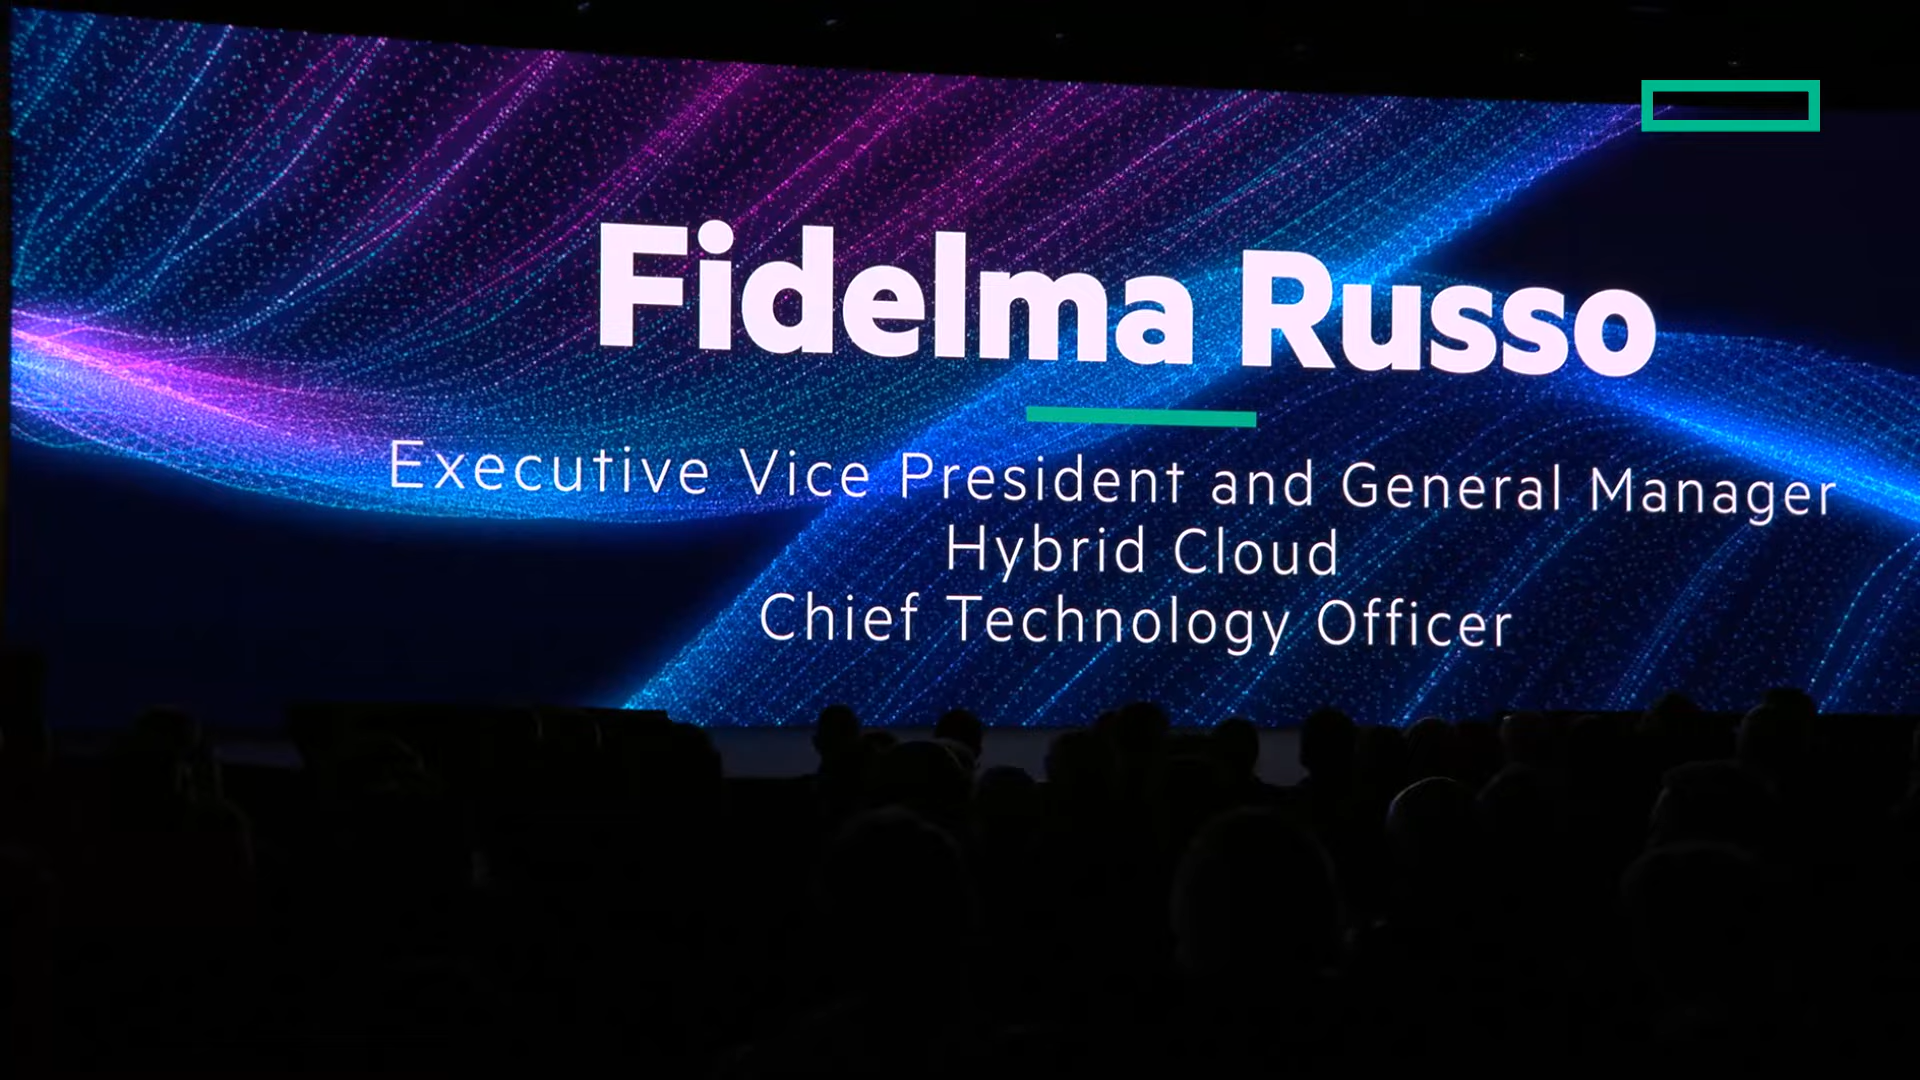 Fidelma Russo
Executive Vice President and General Manager
Hybrid Cloud
Chief Technology Officer